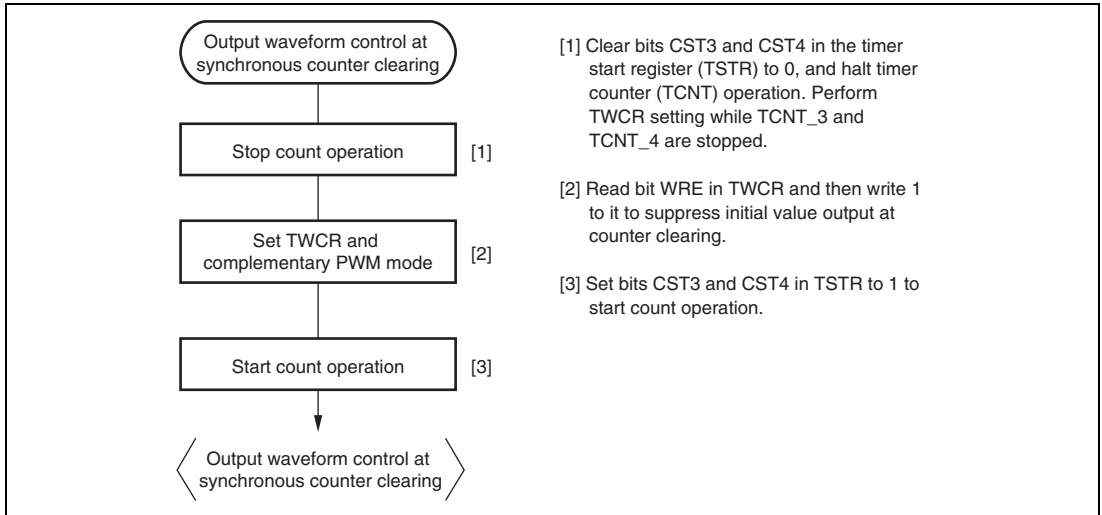 Output waveform control at
synchronous counter clearing
Stop count operation
[1]
Set TWCR and
complementary PWM mode
[2]
Start count operation
[3]
Output waveform control at
synchronous counter clearing
[1] Clear bits CST3 and CST4 in the timer
start register (TSTR) to 0, and halt timer
counter (TCNT) operation. Perform
TWCR setting while TCNT_3 and
TCNT_4 are stopped.
[2] Read bit WRE in TWCR and then write 1
to it to suppress initial value output at
counter clearing.
[3] Set bits CST3 and CST4 in TSTR to 1 to
start count operation.